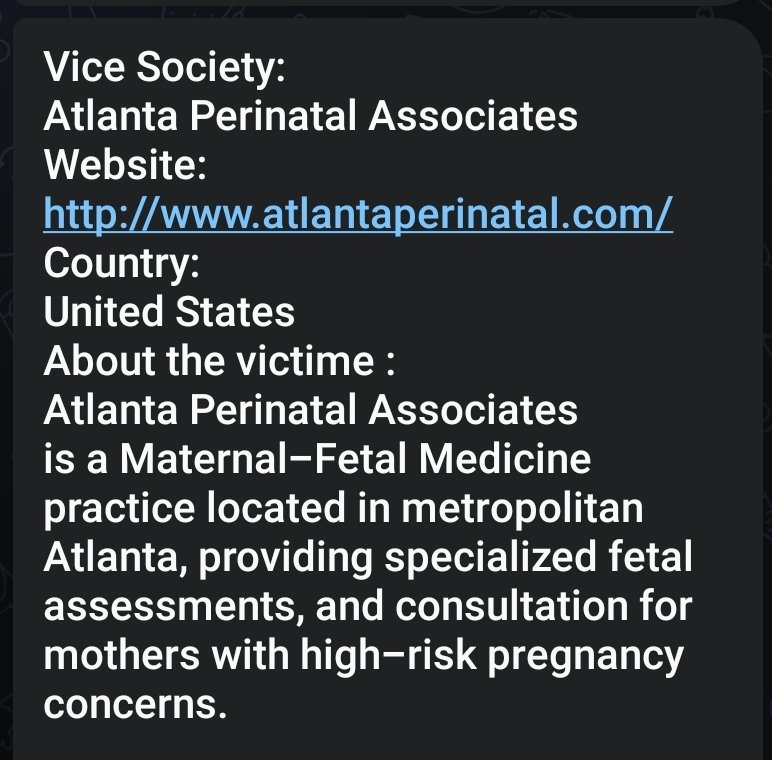 Vice Society:
Atlanta Perinatal Associates
Website:
http://www.atlantaperinatal.com/
Country:
United States
About the victime :
Atlanta Perinatal Associates
is a Maternal–Fetal Medicine
practice located in metropolitan
Atlanta, providing specialized fetal
assessments, and consultation for
mothers with high–risk pregnancy
concerns.